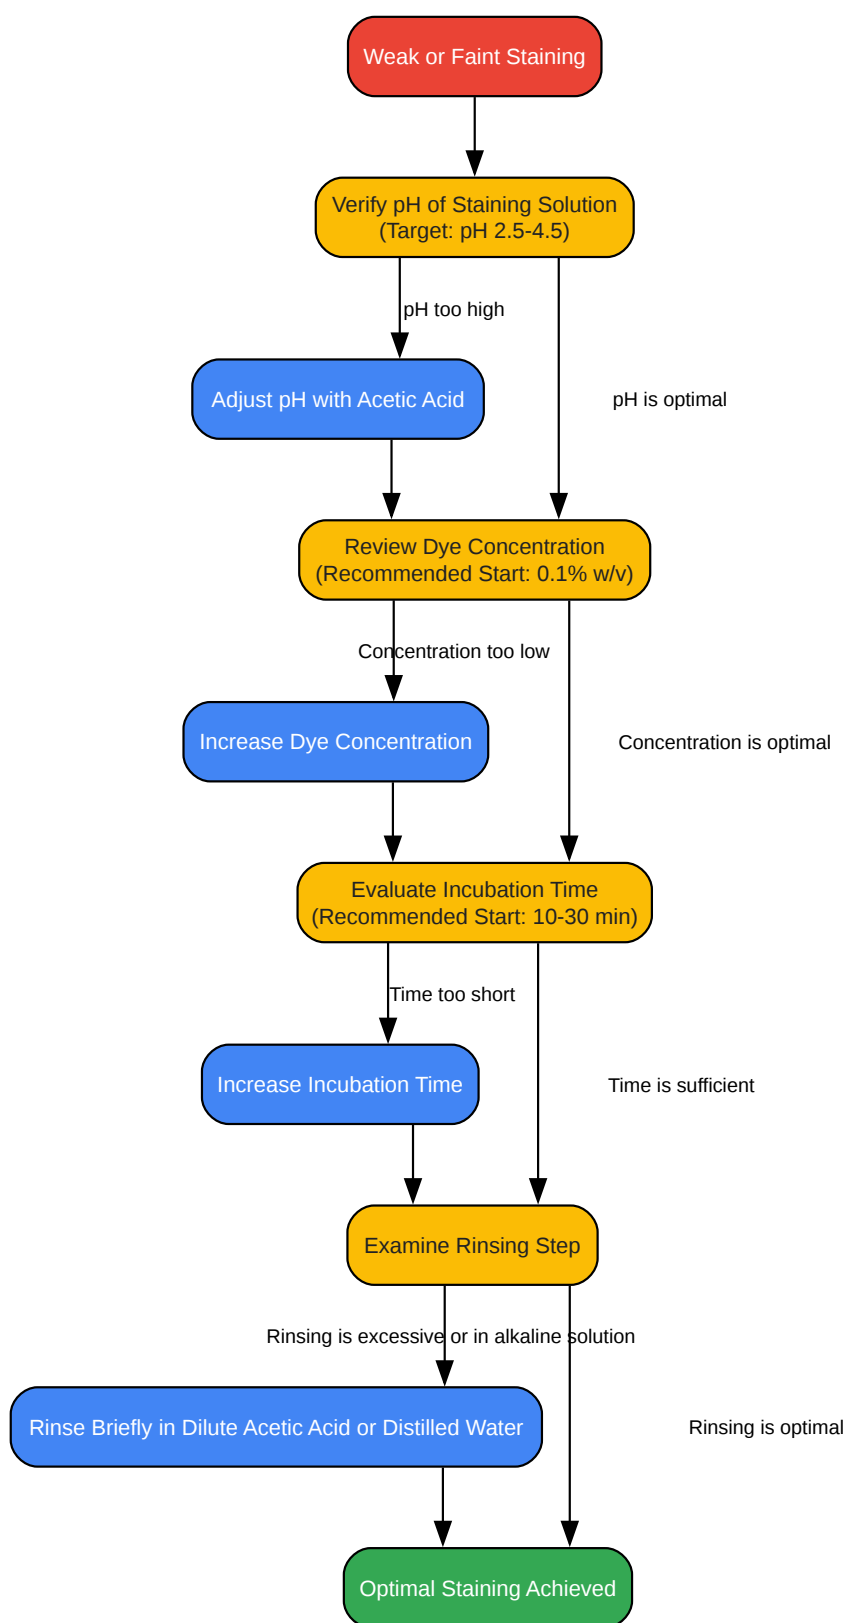 Weak or Faint Staining
Verify pH of Staining Solution
(Target: pH 2.5-4.5)
pH too high
Adjust pH with Acetic Acid
pH is optimal
Review Dye Concentration
(Recommended Start: 0.1% w/v)
Concentration too low
Increase Dye Concentration
Concentration is optimal
Evaluate Incubation Time
(Recommended Start: 10-30 min)
Time too short
Increase Incubation Time
Time is sufficient
Examine Rinsing Step
Rinsing is excessive or in alkaline solution
Rinse Briefly in Dilute Acetic Acid or Distilled Water
Rinsing is optimal
Optimal Staining Achieved